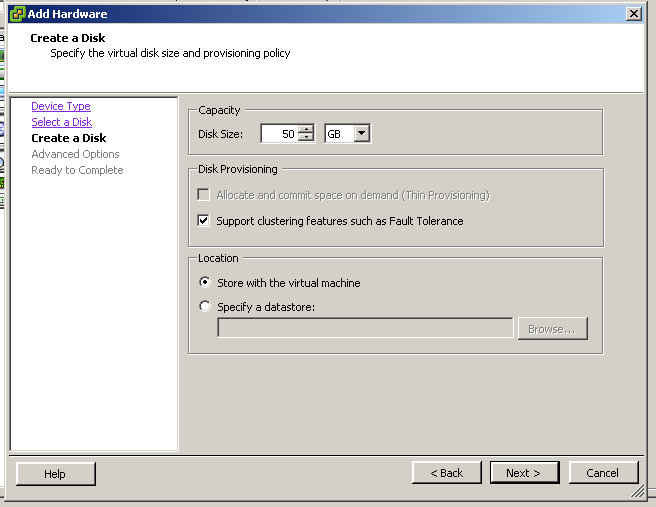 Add Hardware
Create a Disk
Specify the virtual disk size and provisioning policy
Device Type
Select a Disk
Create a Disk
Advanced Options
Ready to Complete
Capacity
Disk Size:
50
GB
Disk Provisioning
Allocate and commit space on demand (Thin Provisioning)
Support clustering features such as Fault Tolerance
Location
Store with the virtual machine
Specify a datastore:
Browse...
Help
< Back
Next >
Cancel